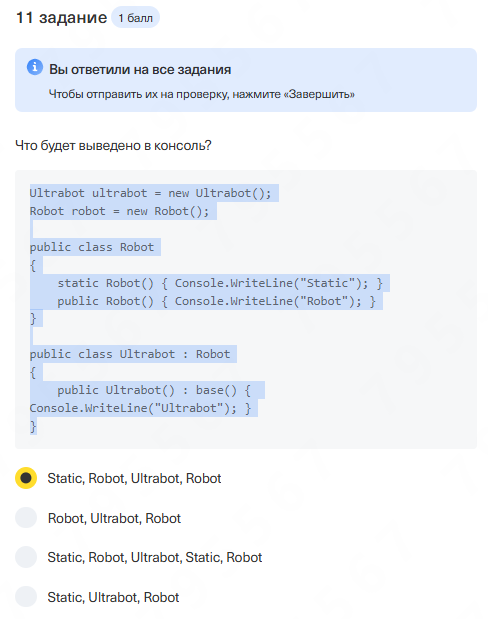 11 задание 1 балл
Вы ответили на все задания
Чтобы отправить их на проверку, нажмите «Завершить»
Что будет выведено в консоль?
Ultrabot ultrabot = new Ultrabot();
Robot robot = new Robot();
public class Robot
{
    static Robot() { Console.WriteLine("Static"); }
    public Robot() { Console.WriteLine("Robot"); }
}
public class Ultrabot : Robot
{
    public Ultrabot() : base() {
Console.WriteLine("Ultrabot"); }
}
Static, Robot, Ultrabot, Robot
Robot, Ultrabot, Robot
Static, Robot, Ultrabot, Static, Robot
Static, Ultrabot, Robot